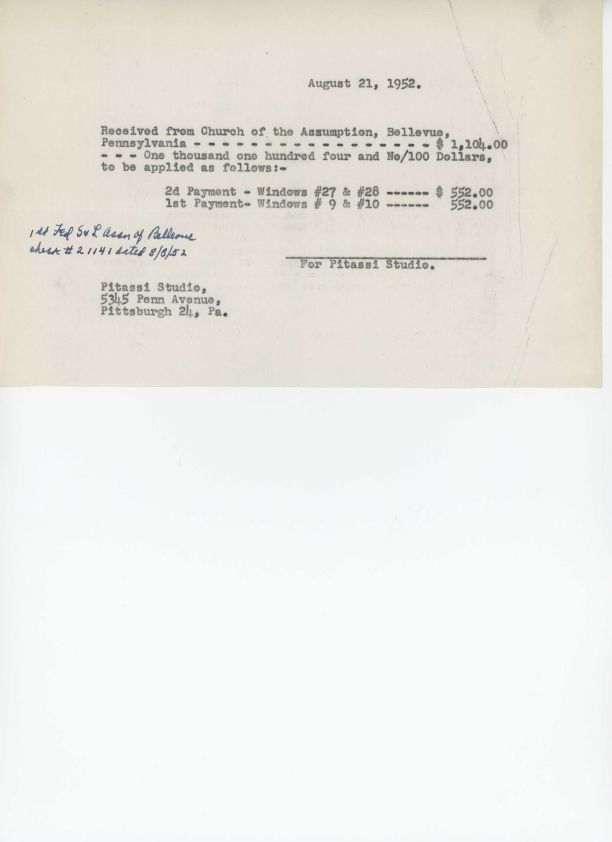 August 21, 1952.
Received from Church of the Assumption, Bellevue,
Pennsylvania - - - - - - - - - - - - - - - - - $ 1,104.00
- - - One thousand one hundred four and No/100 Dollars,
to be applied as follows:-
2d Payment - Windows #27 & #28 ------ $ 552.00
1st Payment- Windows # 9 & #10 ------ 552.00
1st Fed S & L Assn of Bellevue
check # 21141 dated 8/8/52
For Pitassi Studio.
Pitassi Studio,
5345 Penn Avenue,
Pittsburgh 24, Pa.